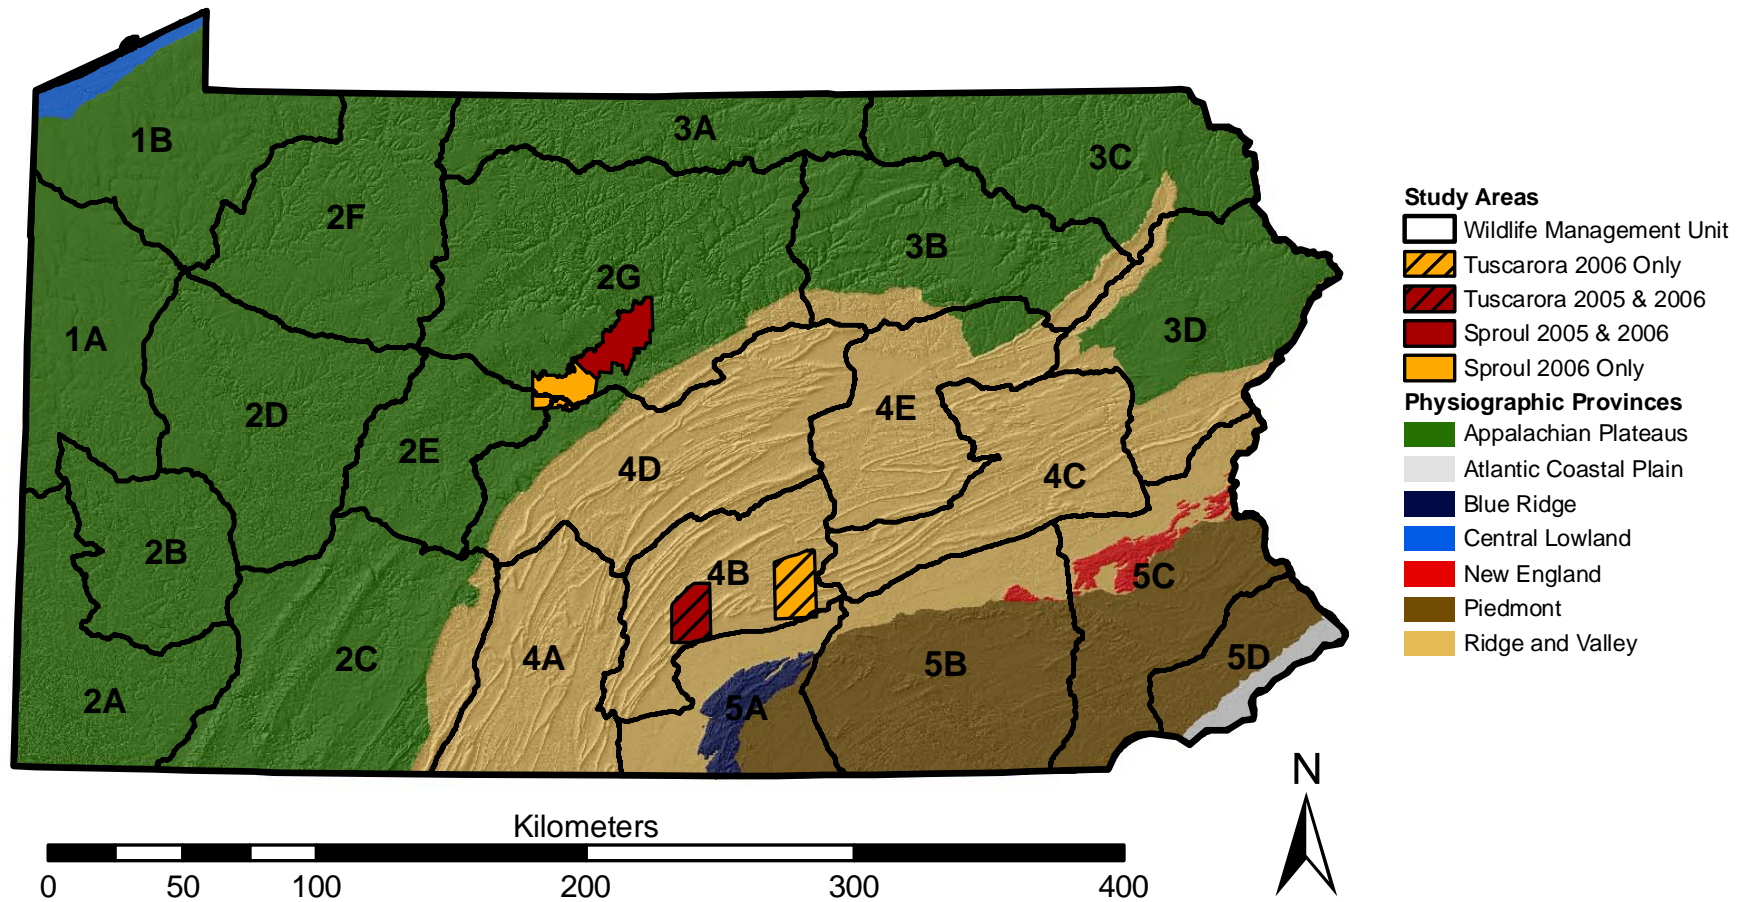 1B
3A
3C
2F
3B
2G
1A
3D
2D
4E
2E
4D
4C
2B
4B
5C
2C
4A
5B
5D
2A
5A
Study Areas
Wildlife Management Unit
Tuscarora 2006 Only
Tuscarora 2005 & 2006
Sproul 2005 & 2006
Sproul 2006 Only
Physiographic Provinces
Appalachian Plateaus
Atlantic Coastal Plain
Blue Ridge
Central Lowland
New England
Piedmont
Ridge and Valley
N
Kilometers
0 50 100 200 300 400